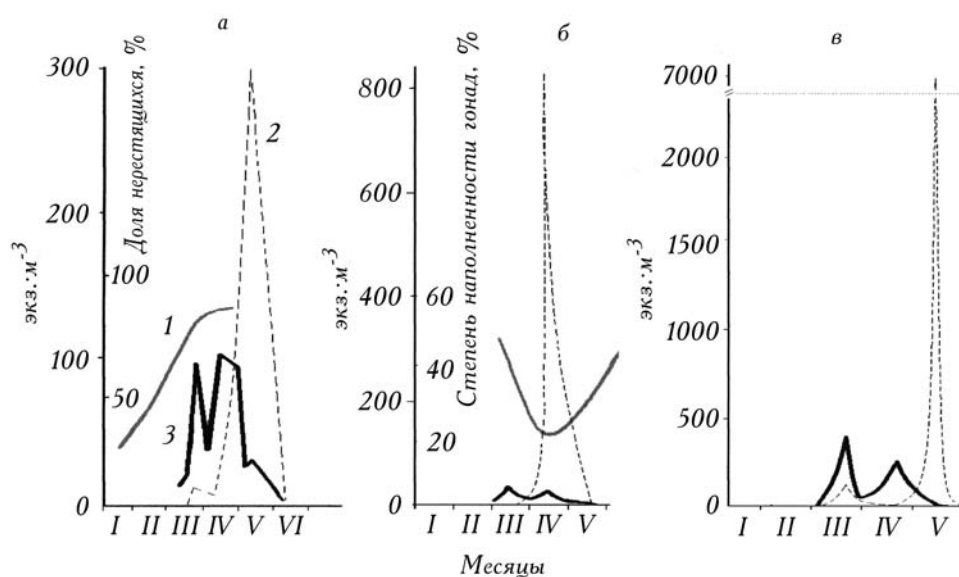 а
б
в
экз.·м⁻³
300
200
100
0
Доля нерестящихся, %
100
50
1
2
3
I II III IV V VI
экз.·м⁻³
800
600
400
200
0
Степень наполненности гонад, %
60
40
20
I II III IV V
экз.·м⁻³
7000
2000
1500
1000
500
0
I II III IV V
Месяцы